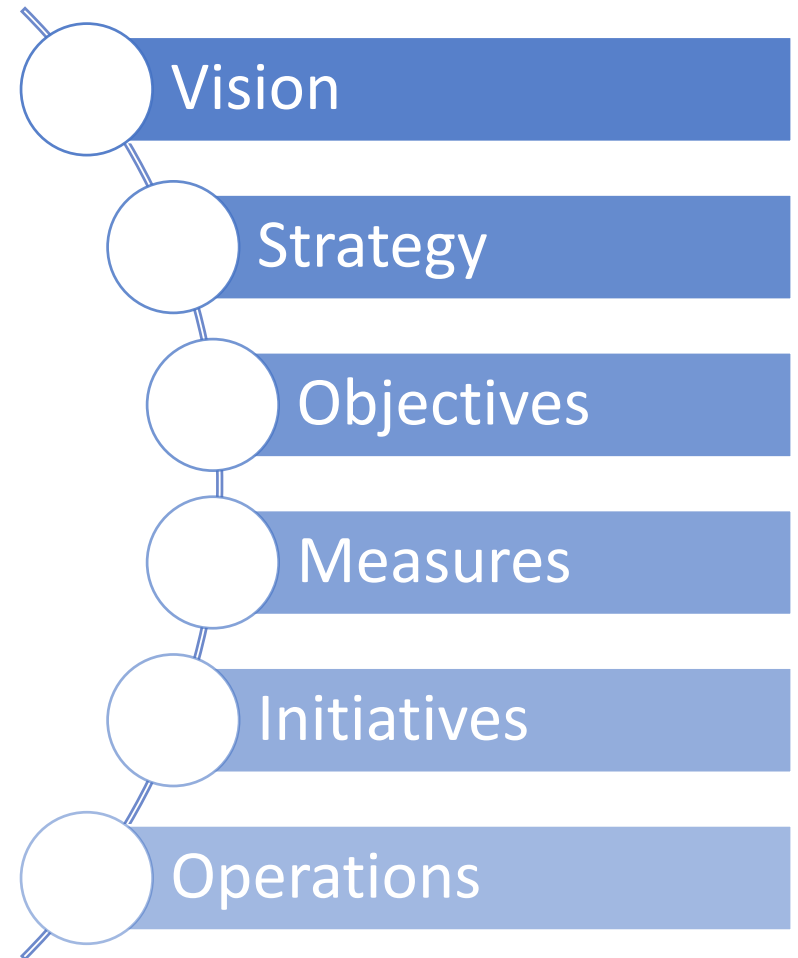 Vision
Strategy
Objectives
Measures
Initiatives
Operations